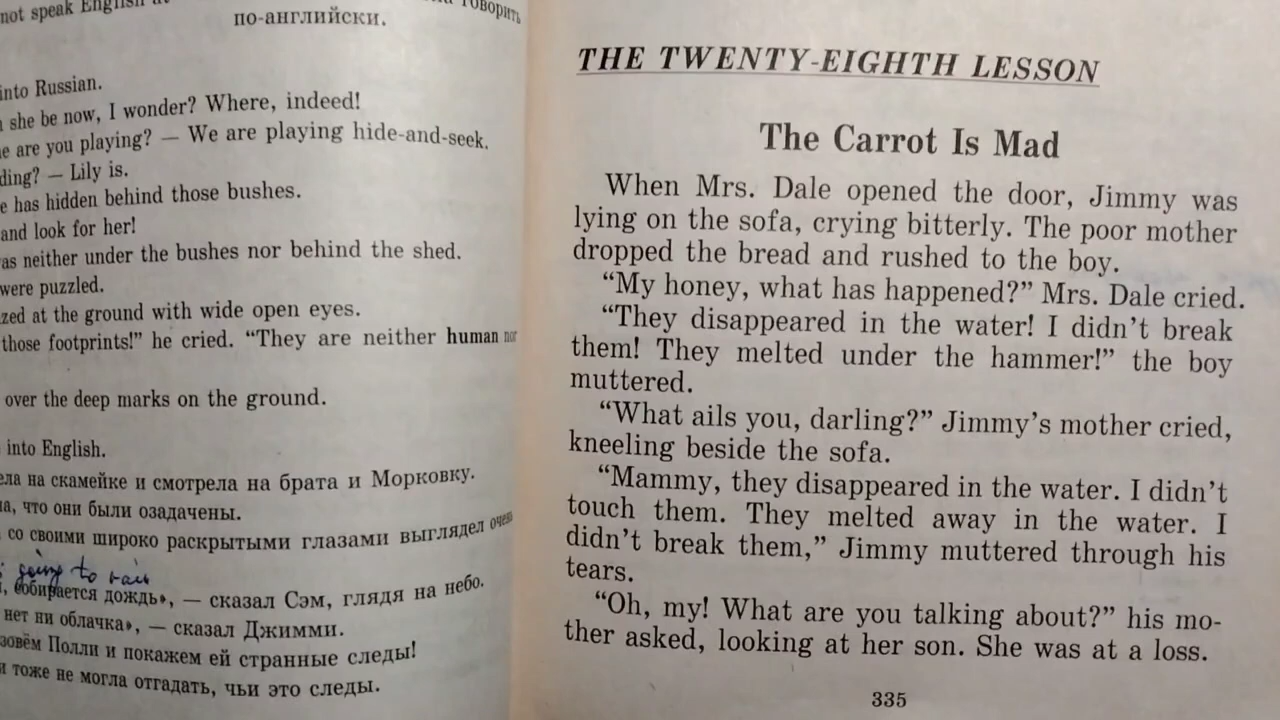 not speak English at
говорить
по-английски.
into Russian.
she be now, I wonder? Where, indeed!
are you playing? — We are playing hide-and-seek.
ding? — Lily is.
has hidden behind those bushes.
and look for her!
as neither under the bushes nor behind the shed.
were puzzled.
zed at the ground with wide open eyes.
those footprints!” he cried. “They are neither human nor
over the deep marks on the ground.
into English.
ела на скамейке и смотрела на брата и Морковку.
а, что они были озадачены.
со своими широко раскрытыми глазами выглядел очень
going to rain
собирается дождь», — сказал Сэм, глядя на небо.
нет ни облачка», — сказал Джимми.
зовём Полли и покажем ей странные следы!
тоже не могла отгадать, чьи это следы.
THE TWENTY-EIGHTH LESSON
The Carrot Is Mad
When Mrs. Dale opened the door, Jimmy was
lying on the sofa, crying bitterly. The poor mother
dropped the bread and rushed to the boy.
“My honey, what has happened?” Mrs. Dale cried.
“They disappeared in the water! I didn’t break
them! They melted under the hammer!” the boy
muttered.
“What ails you, darling?” Jimmy’s mother cried,
kneeling beside the sofa.
“Mammy, they disappeared in the water. I didn’t
touch them. They melted away in the water. I
didn’t break them,” Jimmy muttered through his
tears.
“Oh, my! What are you talking about?” his mo-
ther asked, looking at her son. She was at a loss.
335